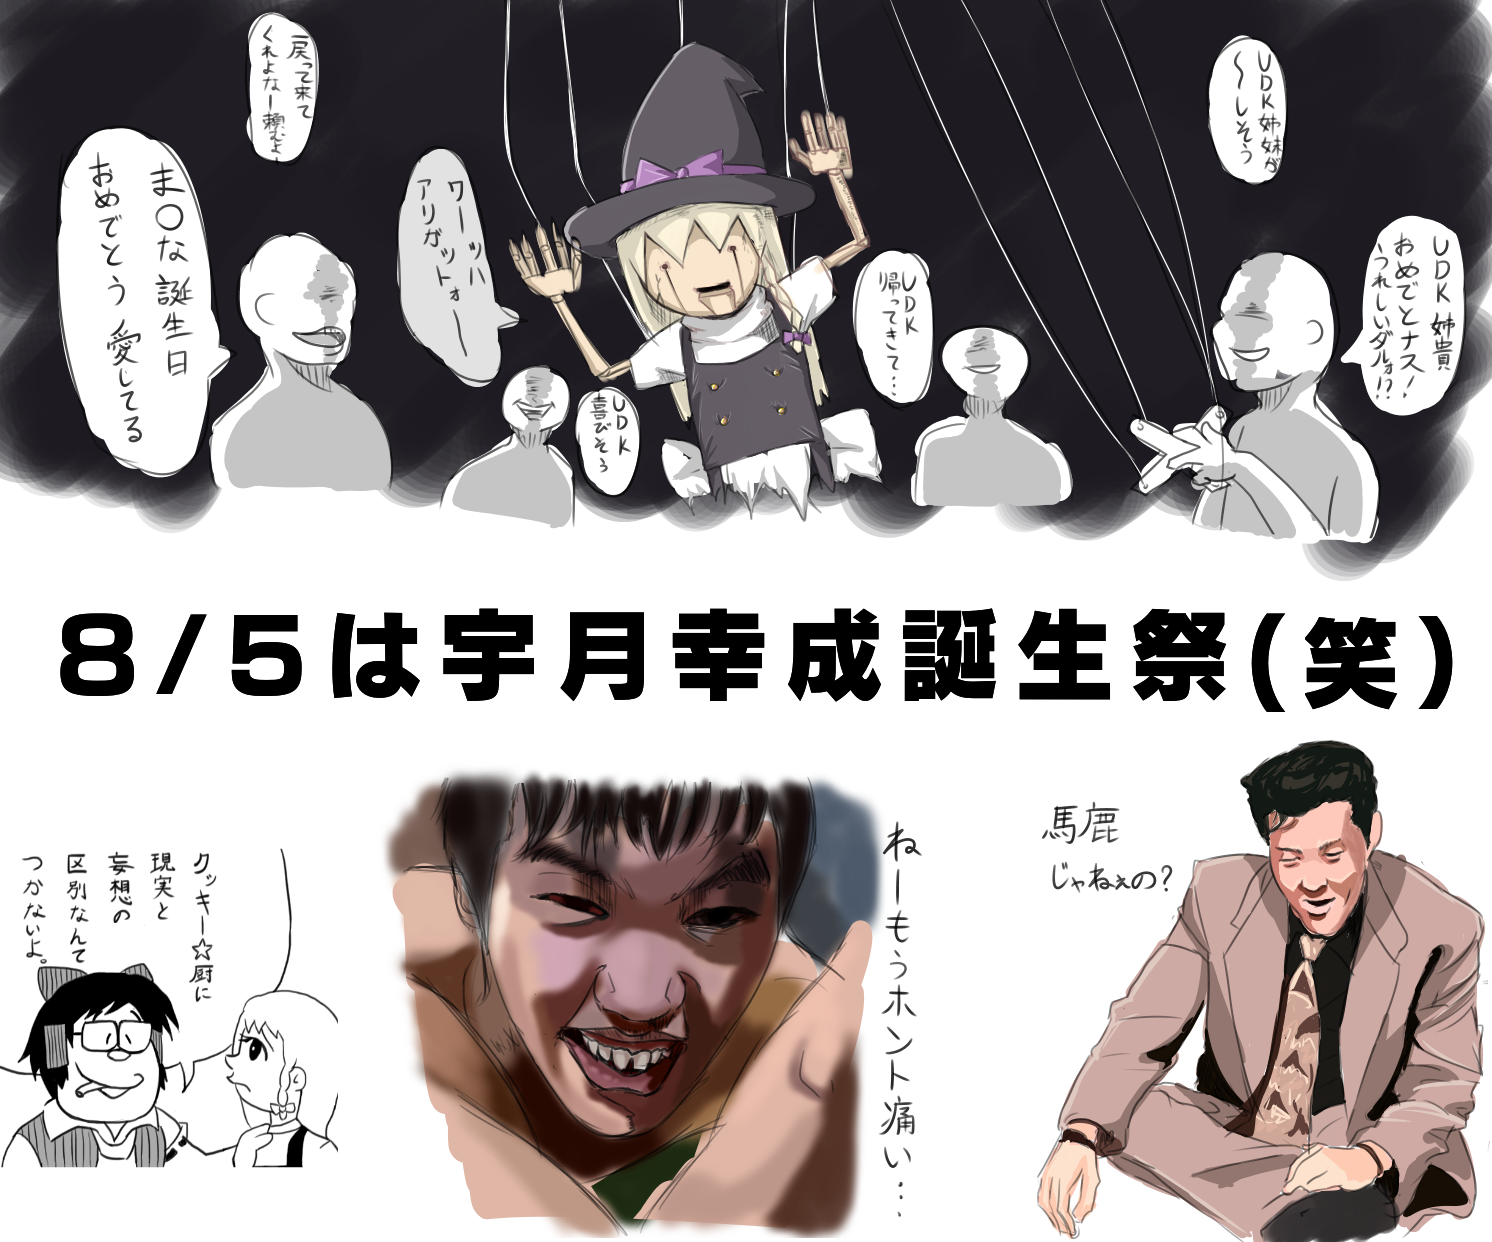 戻って来て
くれよなー頼むよー
ま〇な誕生日
おめでとう 愛してる
ワーッハ
アリガットォー
UDK
喜びそう
UDK
帰ってきて…
UDK姉妹が
〜しそう
UDK姉貴
おめでとナス!
うれしいダルォ!?
8/5は宇月幸成誕生祭(笑)
クッキー☆厨に
現実と
妄想の
区別なんて
つかないよ。
ねーもうホント痛い…
馬鹿
じゃねぇの?